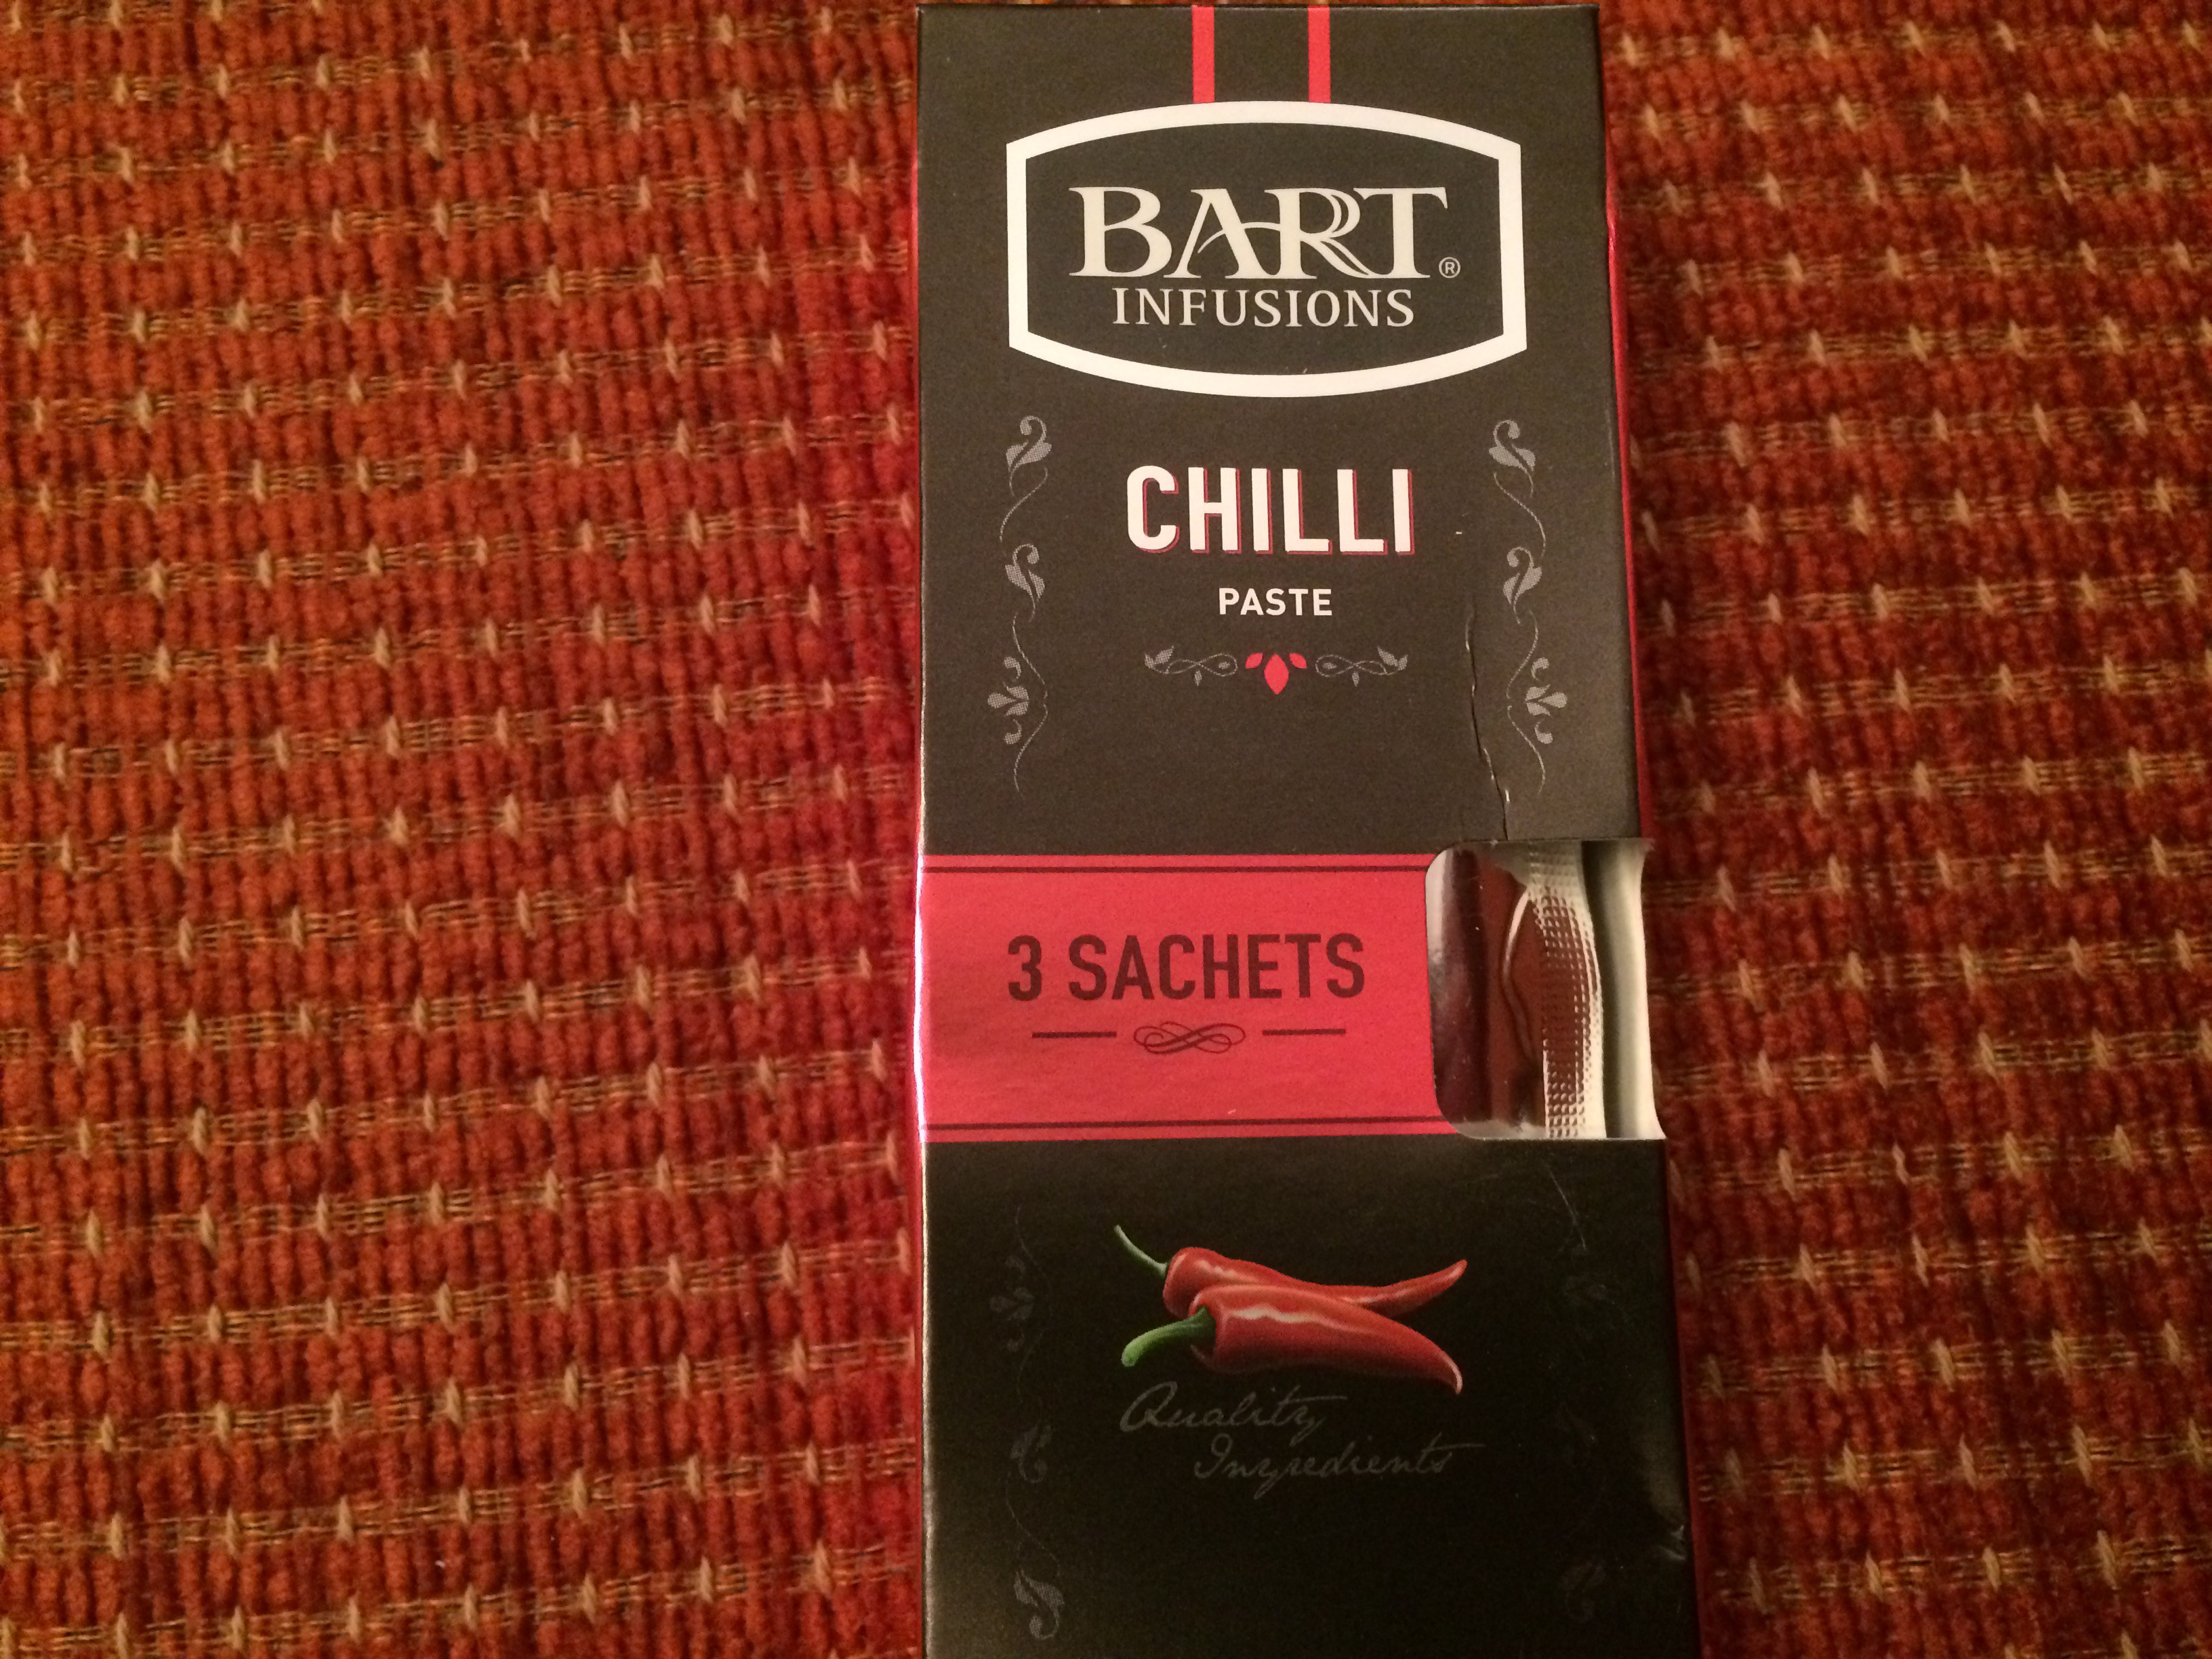 BART®
INFUSIONS
CHILLI
PASTE
3 SACHETS
Quality
Ingredients